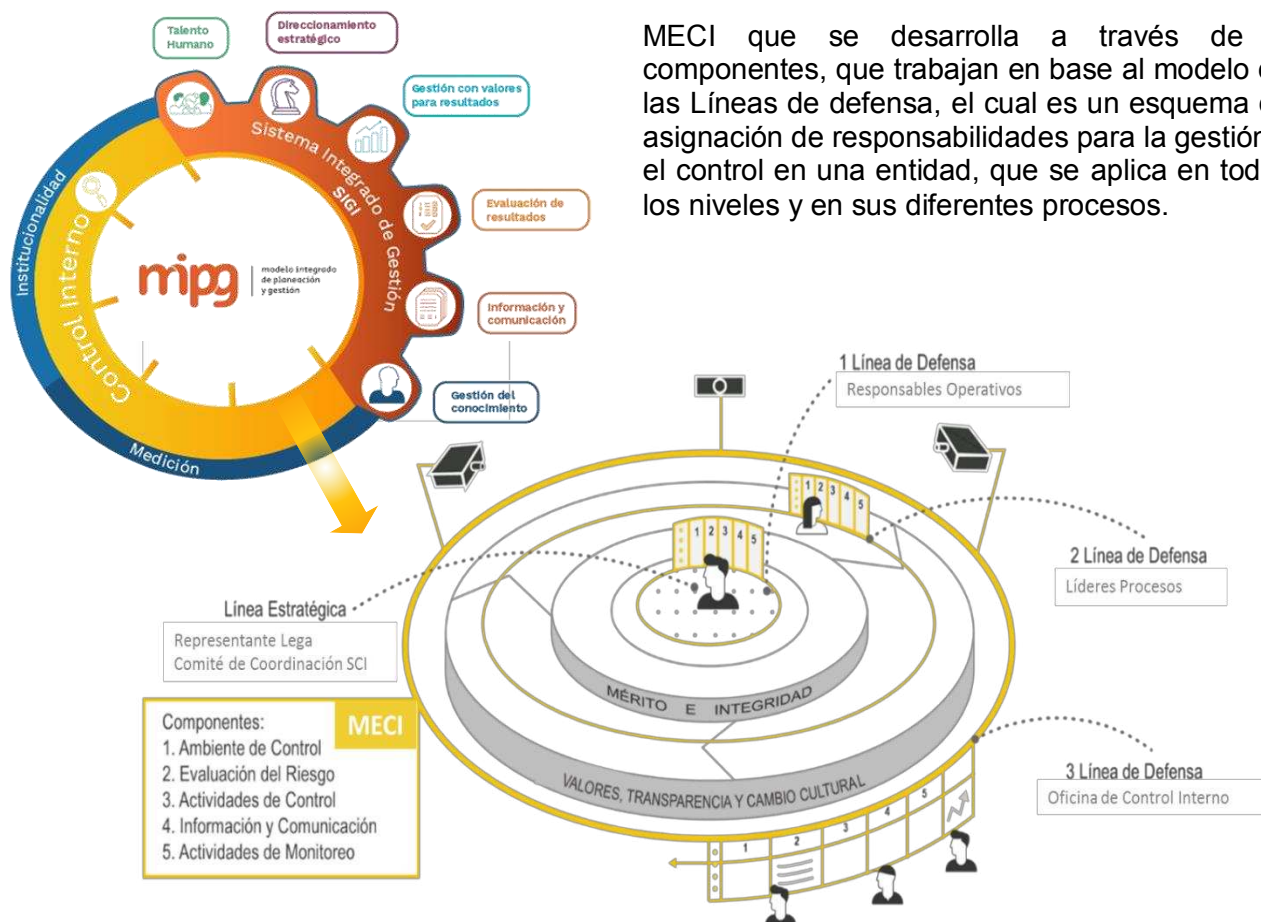 Talento
Humano
Direccionamiento
estratégico
Gestión con valores
para resultados
Evaluación de
resultados
Información y
comunicación
Gestión del
conocimiento
Sistema Integrado de Gestión
SIGI
Institucionalidad
Control Interno
Medición
mipg
modelo integrado
de planeación
y gestión
MECI que se desarrolla a través de
componentes, que trabajan en base al modelo
las Líneas de defensa, el cual es un esquema
asignación de responsabilidades para la gestión
el control en una entidad, que se aplica en tod
los niveles y en sus diferentes procesos.
1 Línea de Defensa
Responsables Operativos
1 2 3 4 5
1 2 3 4 5
2 Línea de Defensa
Líderes Procesos
Línea Estratégica
Representante Lega
Comité de Coordinación SCI
MÉRITO E INTEGRIDAD
VALORES, TRANSPARENCIA Y CAMBIO CULTURAL
MECI
Componentes:
1. Ambiente de Control
2. Evaluación del Riesgo
3. Actividades de Control
4. Información y Comunicación
5. Actividades de Monitoreo
3 Línea de Defensa
Oficina de Control Interno
1 2 3 4 5